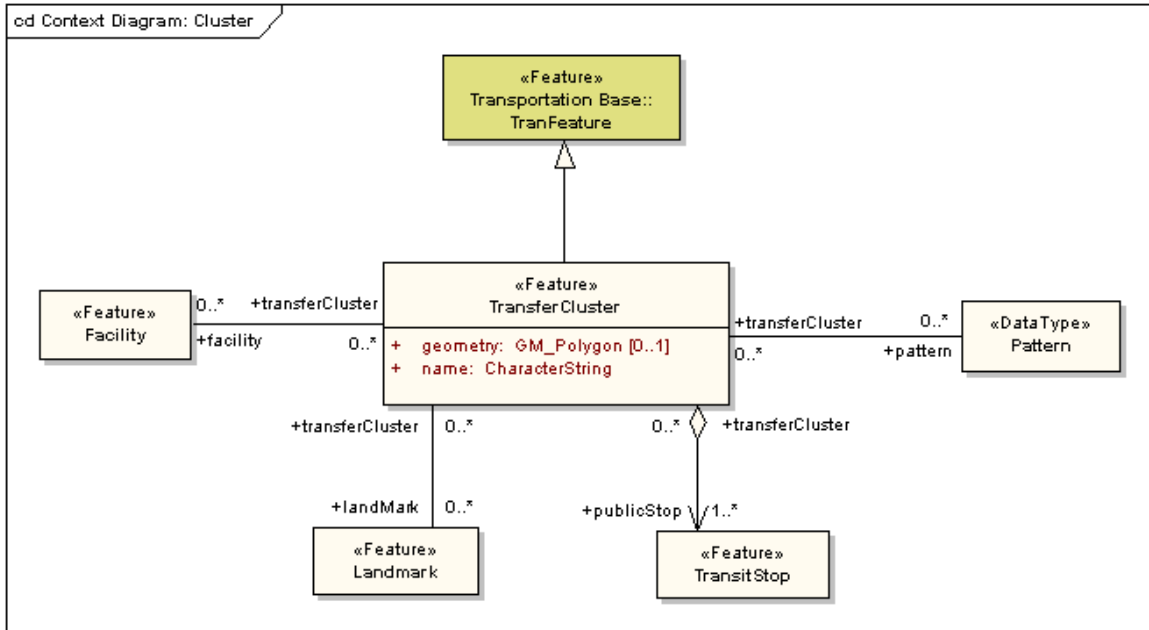 cd Context Diagram: Cluster
«Feature»
Transportation Base::
TranFeature
«Feature»
TransferCluster
+ geometry: GM_Polygon [0..1]
+ name: CharacterString
«Feature»
Facility
0..* +transferCluster
+facility 0..*
+transferCluster 0..*
0..* +pattern
«DataType»
Pattern
+transferCluster 0..*
0..* +transferCluster
+landMark 0..*
+publicStop 1..*
«Feature»
Landmark
«Feature»
TransitStop